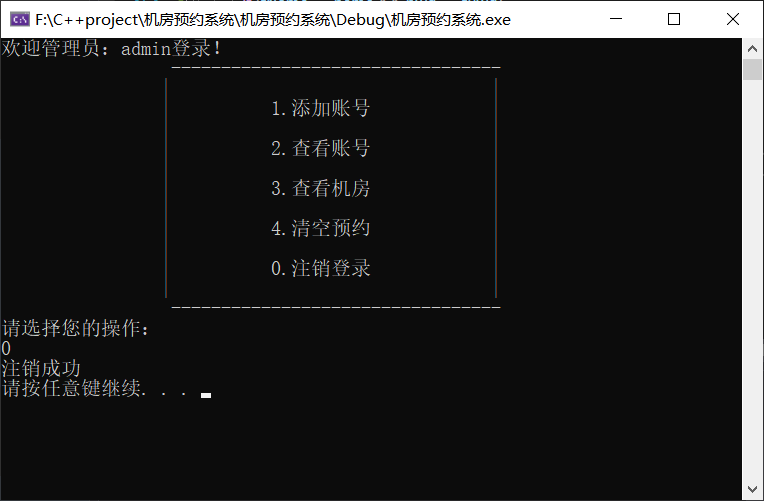 F:\C++project\机房预约系统\机房预约系统\Debug\机房预约系统.exe
欢迎管理员：admin登录！
---------------------------------
1.添加账号
2.查看账号
3.查看机房
4.清空预约
0.注销登录
---------------------------------
请选择您的操作：
0
注销成功
请按任意键继续. . .